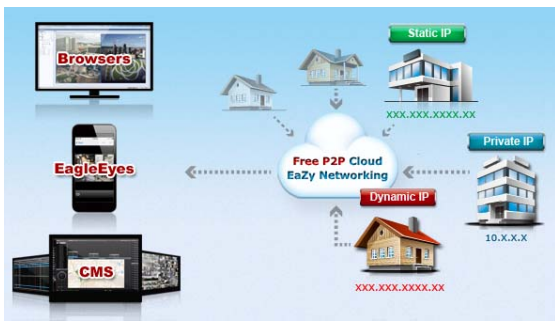 Browsers
EagleEyes
CMS
Free P2P Cloud
EaZy Networking
Static IP
XXX.XXX.XXXX.XX
Private IP
10.X.X.X
Dynamic IP
XXX.XXX.XXXX.XX